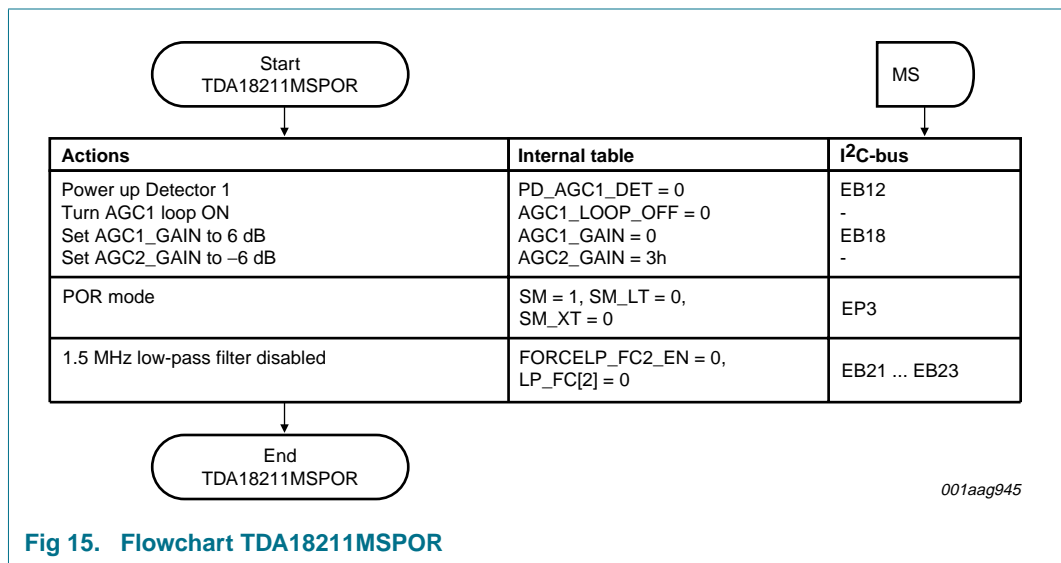 Start
TDA18211MSPOR
MS
Actions Internal table I2C-bus
Power up Detector 1 PD_AGC1_DET = 0 EB12
Turn AGC1 loop ON AGC1_LOOP_OFF = 0 -
Set AGC1_GAIN to 6 dB AGC1_GAIN = 0 EB18
Set AGC2_GAIN to −6 dB AGC2_GAIN = 3h -
POR mode SM = 1, SM_LT = 0, EP3
SM_XT = 0
1.5 MHz low-pass filter disabled FORCELP_FC2_EN = 0, EB21 ... EB23
LP_FC[2] = 0
End
TDA18211MSPOR
001aag945
Fig 15. Flowchart TDA18211MSPOR